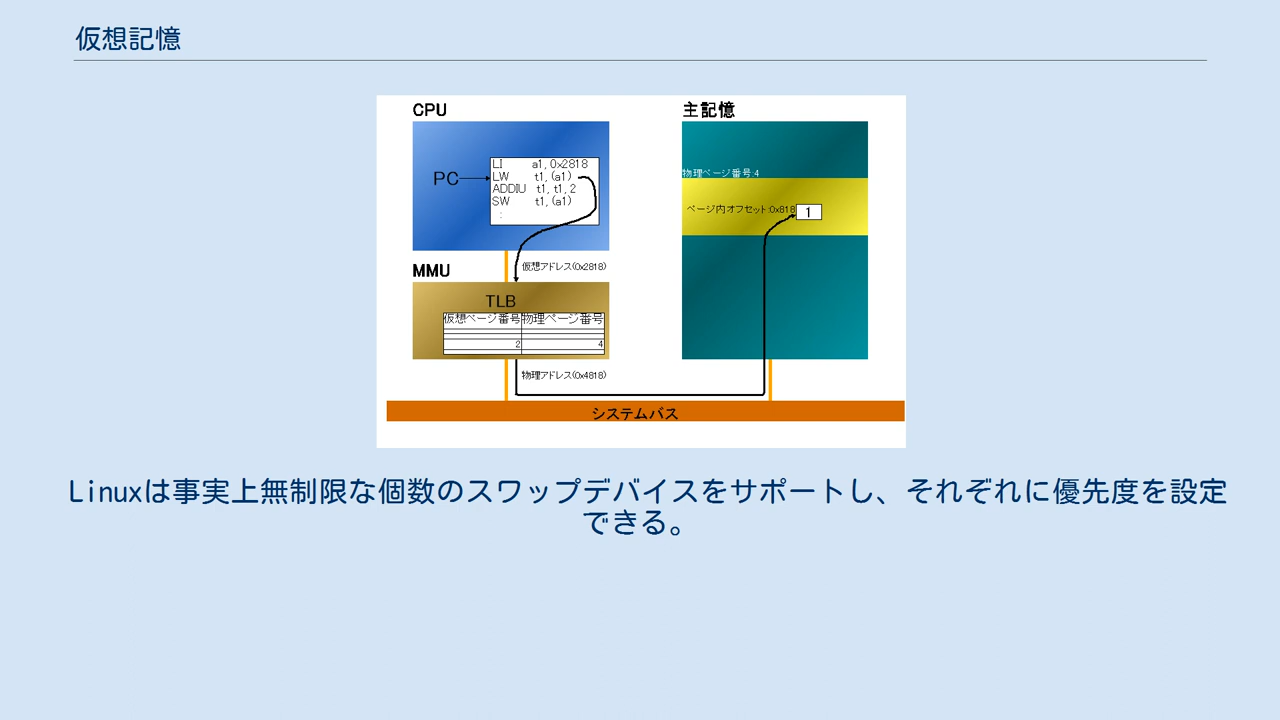 仮想記憶
CPU
PC
LI a1,0x2818
LW t1,(a1)
ADDIU t1,t1,2
SW t1,(a1)
:
仮想アドレス(0x2818)
MMU
TLB
仮想ページ番号 物理ページ番号
2 4
物理アドレス(0x4818)
主記憶
物理ページ番号:4
ページ内オフセット:0x818
1
システムバス
Linuxは事実上無制限な個数のスワップデバイスをサポートし、それぞれに優先度を設定
できる。